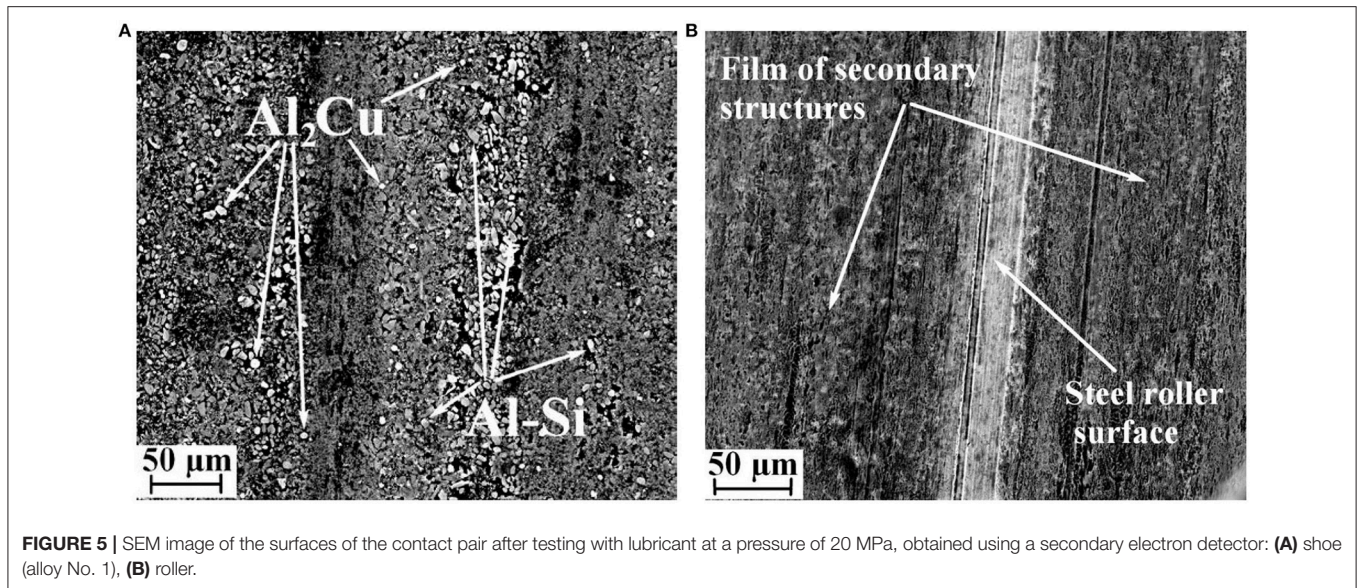 A
Al₂Cu
Al-Si
50 µm
B
Film of secondary
structures
Steel roller
surface
50 µm
FIGURE 5 | SEM image of the surfaces of the contact pair after testing with lubricant at a pressure of 20 MPa, obtained using a secondary electron detector: (A) shoe
(alloy No. 1), (B) roller.